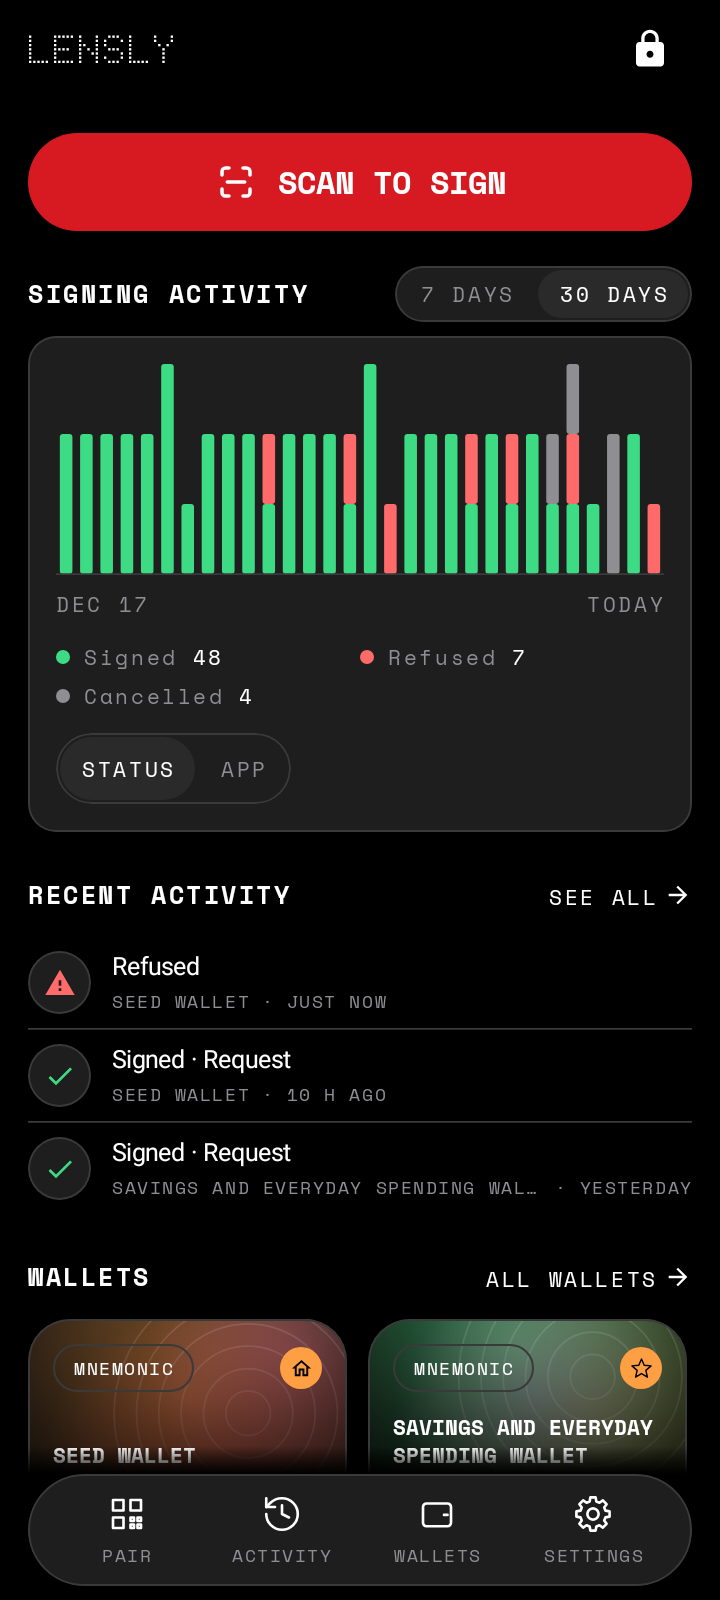 LENSLY
SCAN TO SIGN
SIGNING ACTIVITY
7 DAYS
30 DAYS
DEC 17
TODAY
Signed 48
Refused 7
Cancelled 4
STATUS
APP
RECENT ACTIVITY
SEE ALL
Refused
SEED WALLET · JUST NOW
Signed · Request
SEED WALLET · 10 H AGO
Signed · Request
SAVINGS AND EVERYDAY SPENDING WAL… · YESTERDAY
WALLETS
ALL WALLETS
MNEMONIC
SEED WALLET
MNEMONIC
SAVINGS AND EVERYDAY
SPENDING WALLET
PAIR
ACTIVITY
WALLETS
SETTINGS